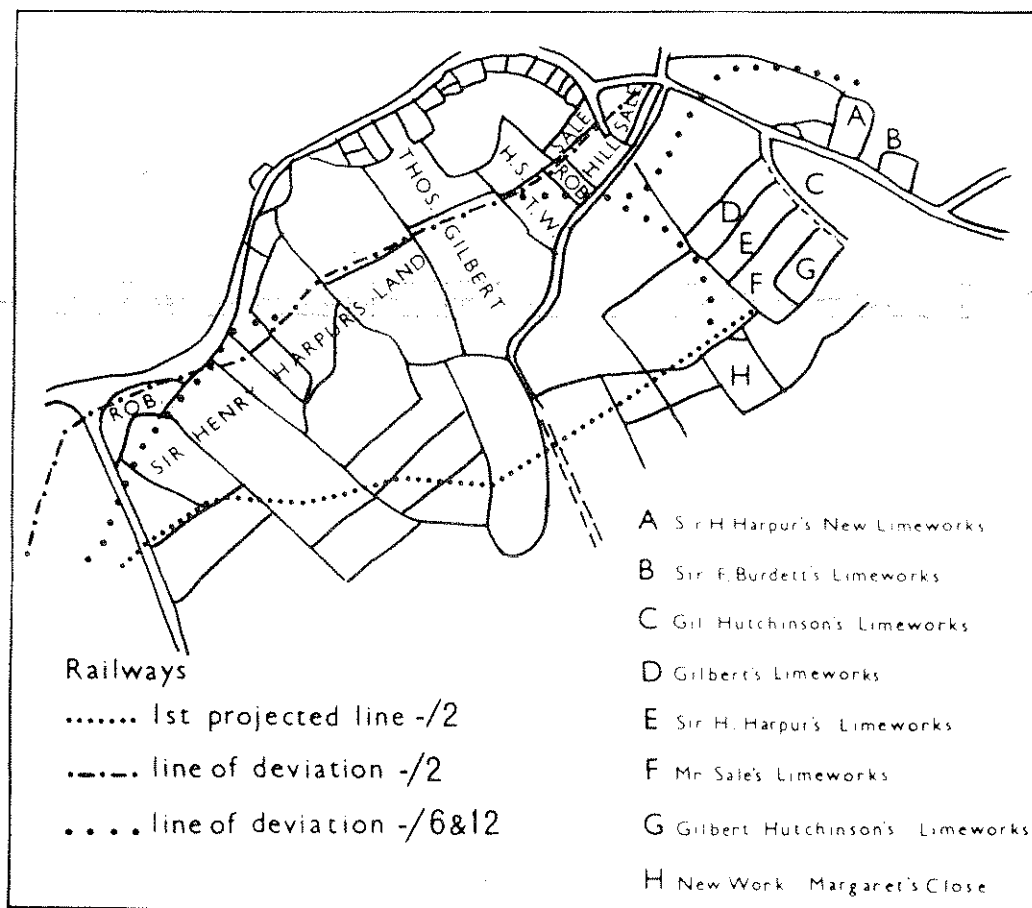 A
B
C
D
E
F
G
H
SALE
SALE
H.S.
ROB
HILL
T.W.
THOS. GILBERT
ROB.
SIR HENRY HARPUR'S LAND
A Sir H Harpur's New Limeworks
B Sir F. Burdett's Limeworks
C Gil Hutchinson's Limeworks
D Gilbert's Limeworks
E Sir H. Harpur's Limeworks
F Mr Sale's Limeworks
G Gilbert Hutchinson's Limeworks
H New Work Margaret's Close
Railways
1st projected line -/2
line of deviation -/2
line of deviation -/6&12